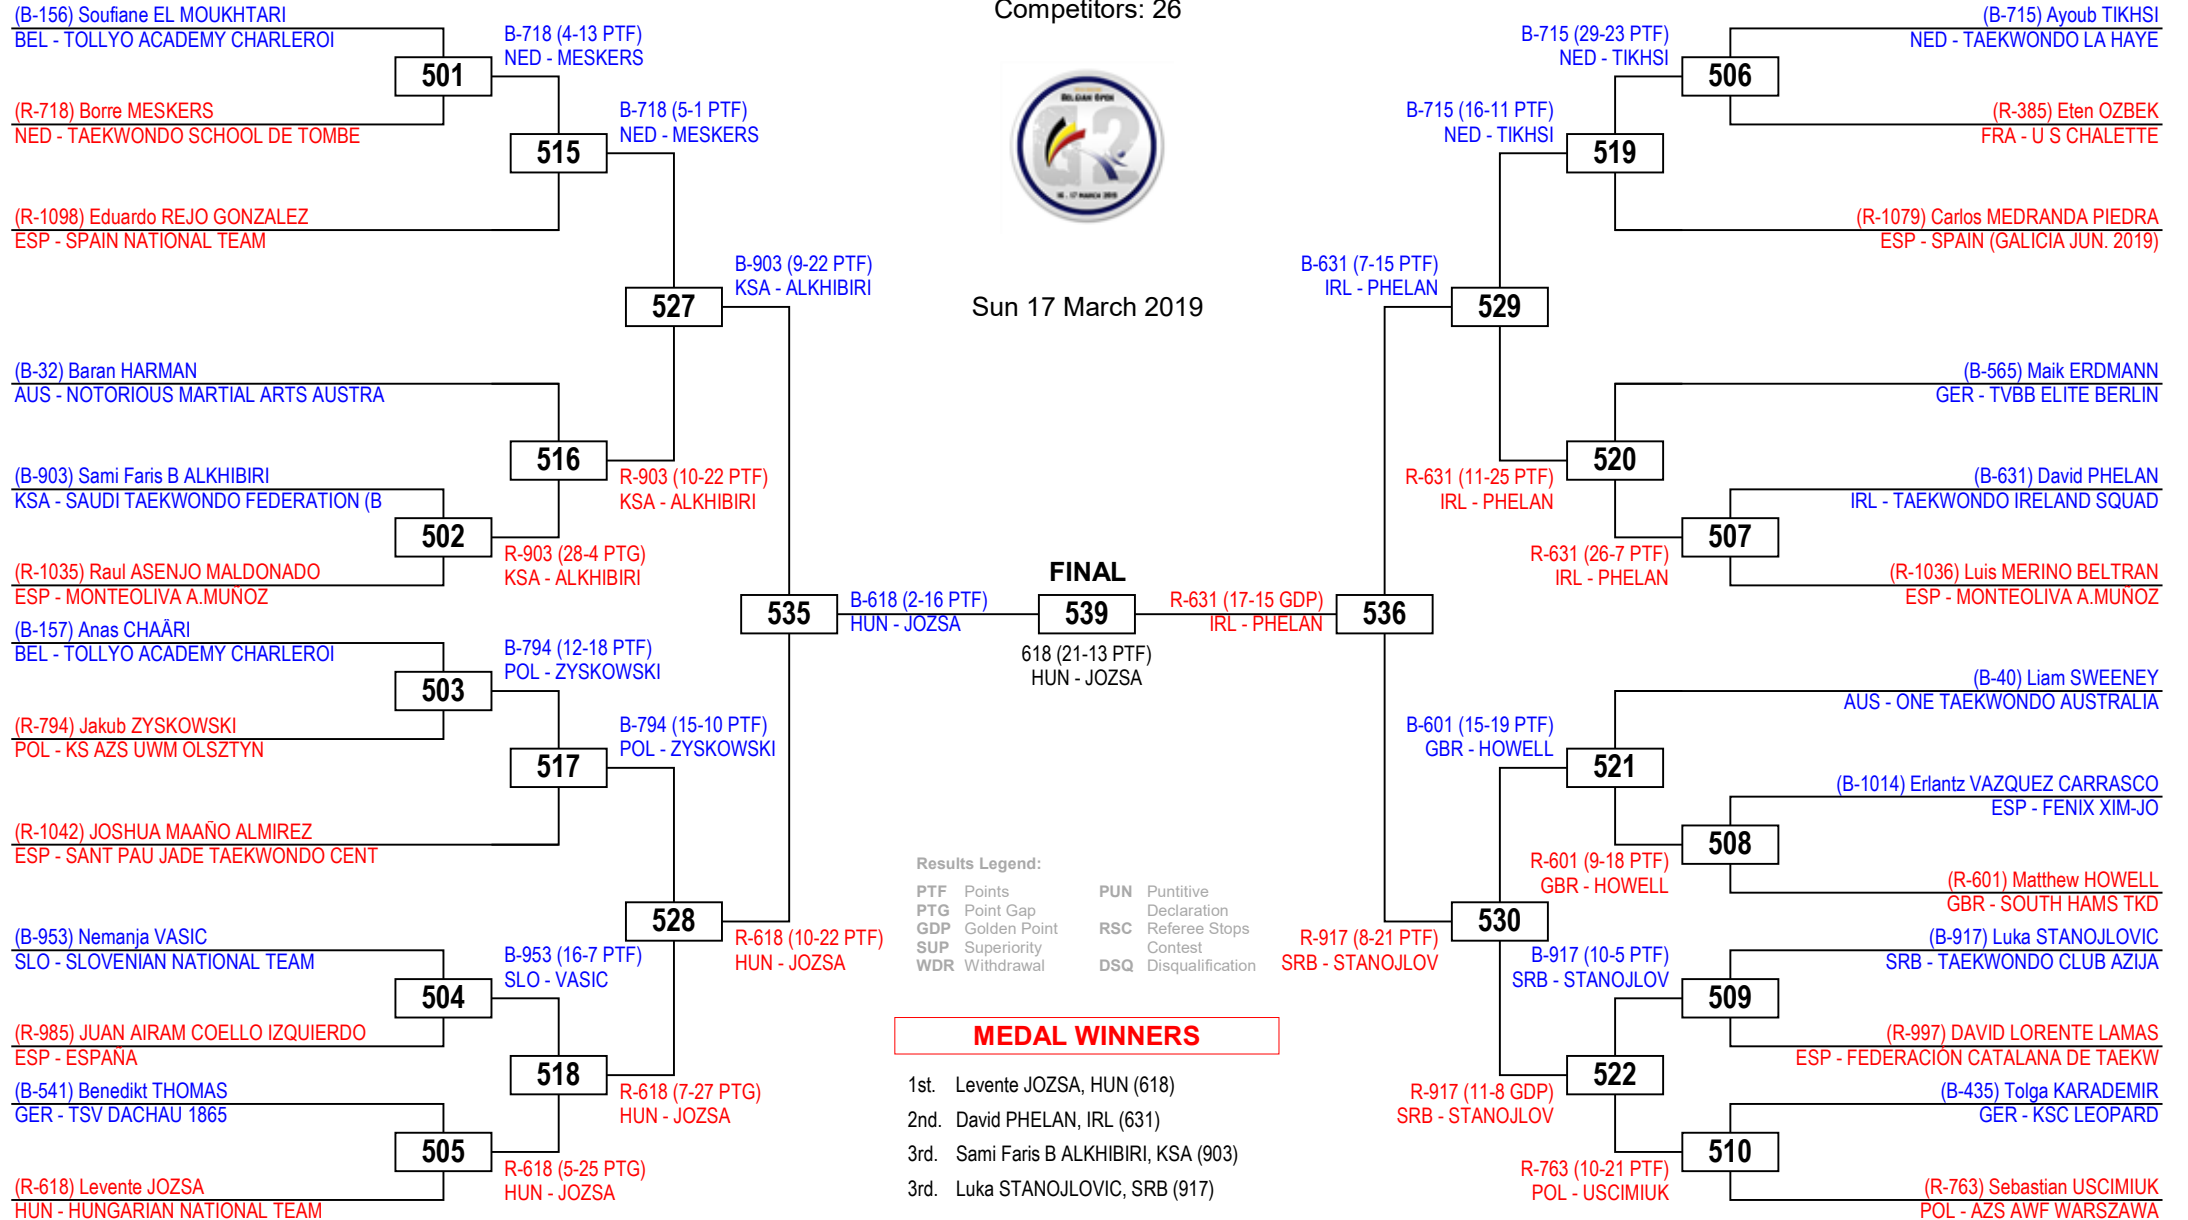 Competitors: 26
BELGIAN OPEN
G2
16 - 17 MARCH 2019
Sun 17 March 2019
(B-156) Soufiane EL MOUKHTARI
BEL - TOLLYO ACADEMY CHARLEROI
501
(R-718) Borre MESKERS
NED - TAEKWONDO SCHOOL DE TOMBE
B-718 (4-13 PTF)
NED - MESKERS
515
(R-1098) Eduardo REJO GONZALEZ
ESP - SPAIN NATIONAL TEAM
B-718 (5-1 PTF)
NED - MESKERS
527
B-903 (9-22 PTF)
KSA - ALKHIBIRI
(B-32) Baran HARMAN
AUS - NOTORIOUS MARTIAL ARTS AUSTRA
516
R-903 (10-22 PTF)
KSA - ALKHIBIRI
(B-903) Sami Faris B ALKHIBIRI
KSA - SAUDI TAEKWONDO FEDERATION (B
502
R-903 (28-4 PTG)
KSA - ALKHIBIRI
(R-1035) Raul ASENJO MALDONADO
ESP - MONTEOLIVA A.MUÑOZ
535
B-618 (2-16 PTF)
HUN - JOZSA
(B-157) Anas CHAÂRI
BEL - TOLLYO ACADEMY CHARLEROI
503
B-794 (12-18 PTF)
POL - ZYSKOWSKI
(R-794) Jakub ZYSKOWSKI
POL - KS AZS UWM OLSZTYN
517
B-794 (15-10 PTF)
POL - ZYSKOWSKI
(R-1042) JOSHUA MAAÑO ALMIREZ
ESP - SANT PAU JADE TAEKWONDO CENT
528
R-618 (10-22 PTF)
HUN - JOZSA
(B-953) Nemanja VASIC
SLO - SLOVENIAN NATIONAL TEAM
504
B-953 (16-7 PTF)
SLO - VASIC
(R-985) JUAN AIRAM COELLO IZQUIERDO
ESP - ESPAÑA
518
R-618 (7-27 PTG)
HUN - JOZSA
(B-541) Benedikt THOMAS
GER - TSV DACHAU 1865
505
R-618 (5-25 PTG)
HUN - JOZSA
(R-618) Levente JOZSA
HUN - HUNGARIAN NATIONAL TEAM
FINAL
539
618 (21-13 PTF)
HUN - JOZSA
(B-715) Ayoub TIKHSI
NED - TAEKWONDO LA HAYE
506
B-715 (29-23 PTF)
NED - TIKHSI
(R-385) Eten OZBEK
FRA - U S CHALETTE
519
B-715 (16-11 PTF)
NED - TIKHSI
(R-1079) Carlos MEDRANDA PIEDRA
ESP - SPAIN (GALICIA JUN. 2019)
529
B-631 (7-15 PTF)
IRL - PHELAN
(B-565) Maik ERDMANN
GER - TVBB ELITE BERLIN
520
R-631 (11-25 PTF)
IRL - PHELAN
(B-631) David PHELAN
IRL - TAEKWONDO IRELAND SQUAD
507
R-631 (26-7 PTF)
IRL - PHELAN
(R-1036) Luis MERINO BELTRAN
ESP - MONTEOLIVA A.MUÑOZ
536
R-631 (17-15 GDP)
IRL - PHELAN
(B-40) Liam SWEENEY
AUS - ONE TAEKWONDO AUSTRALIA
521
B-601 (15-19 PTF)
GBR - HOWELL
(B-1014) Erlantz VAZQUEZ CARRASCO
ESP - FENIX XIM-JO
508
R-601 (9-18 PTF)
GBR - HOWELL
(R-601) Matthew HOWELL
GBR - SOUTH HAMS TKD
530
R-917 (8-21 PTF)
SRB - STANOJLOV
(B-917) Luka STANOJLOVIC
SRB - TAEKWONDO CLUB AZIJA
509
B-917 (10-5 PTF)
SRB - STANOJLOV
(R-997) DAVID LORENTE LAMAS
ESP - FEDERACIÓN CATALANA DE TAEKW
522
R-917 (11-8 GDP)
SRB - STANOJLOV
(B-435) Tolga KARADEMIR
GER - KSC LEOPARD
510
R-763 (10-21 PTF)
POL - USCIMIUK
(R-763) Sebastian USCIMIUK
POL - AZS AWF WARSZAWA
Results Legend:
PTF Points
PTG Point Gap
GDP Golden Point
SUP Superiority
WDR Withdrawal
PUN Puntitive
Declaration
RSC Referee Stops
Contest
DSQ Disqualification
MEDAL WINNERS
1st. Levente JOZSA, HUN (618)
2nd. David PHELAN, IRL (631)
3rd. Sami Faris B ALKHIBIRI, KSA (903)
3rd. Luka STANOJLOVIC, SRB (917)